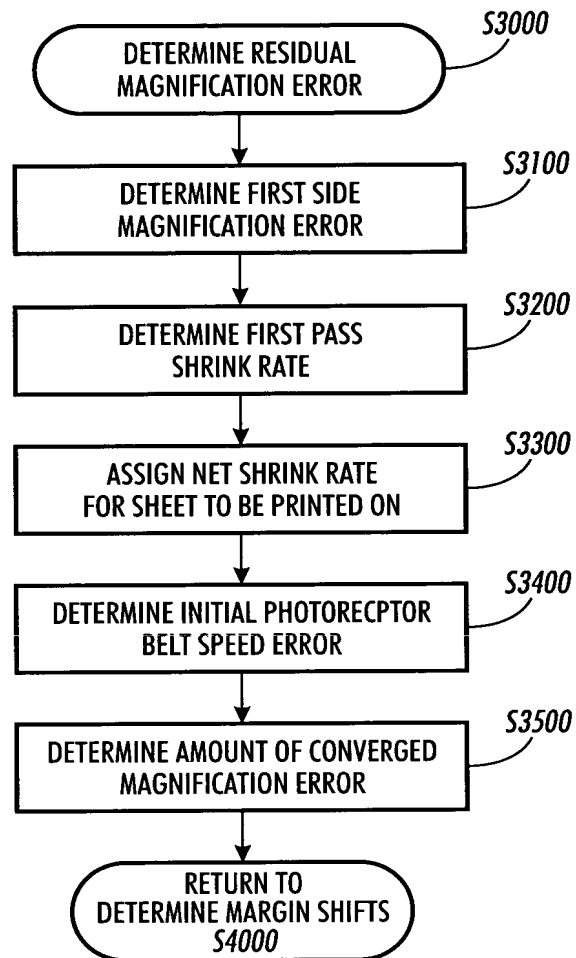 DETERMINE RESIDUAL
MAGNIFICATION ERROR
S3000
DETERMINE FIRST SIDE
MAGNIFICATION ERROR
S3100
DETERMINE FIRST PASS
SHRINK RATE
S3200
ASSIGN NET SHRINK RATE
FOR SHEET TO BE PRINTED ON
S3300
DETERMINE INITIAL PHOTORECPTOR
BELT SPEED ERROR
S3400
DETERMINE AMOUNT OF CONVERGED
MAGNIFICATION ERROR
S3500
RETURN TO
DETERMINE MARGIN SHIFTS
S4000